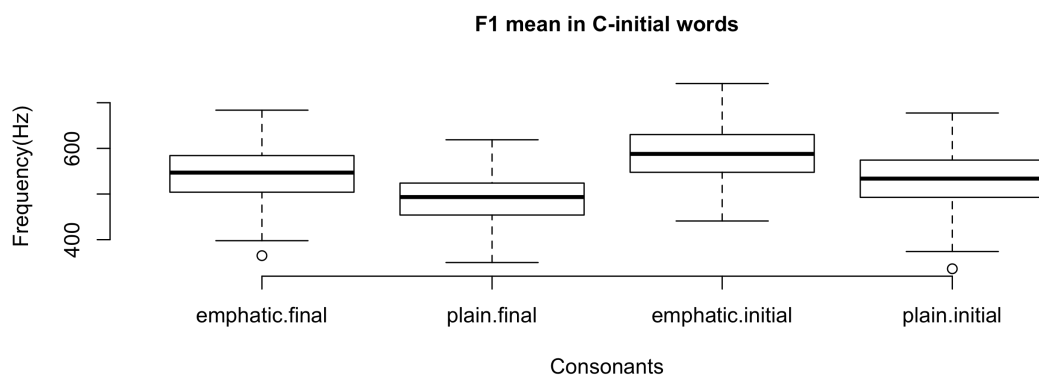 F1 mean in C-initial words
Frequency(Hz)
600
400
emphatic.final
plain.final
emphatic.initial
plain.initial
Consonants